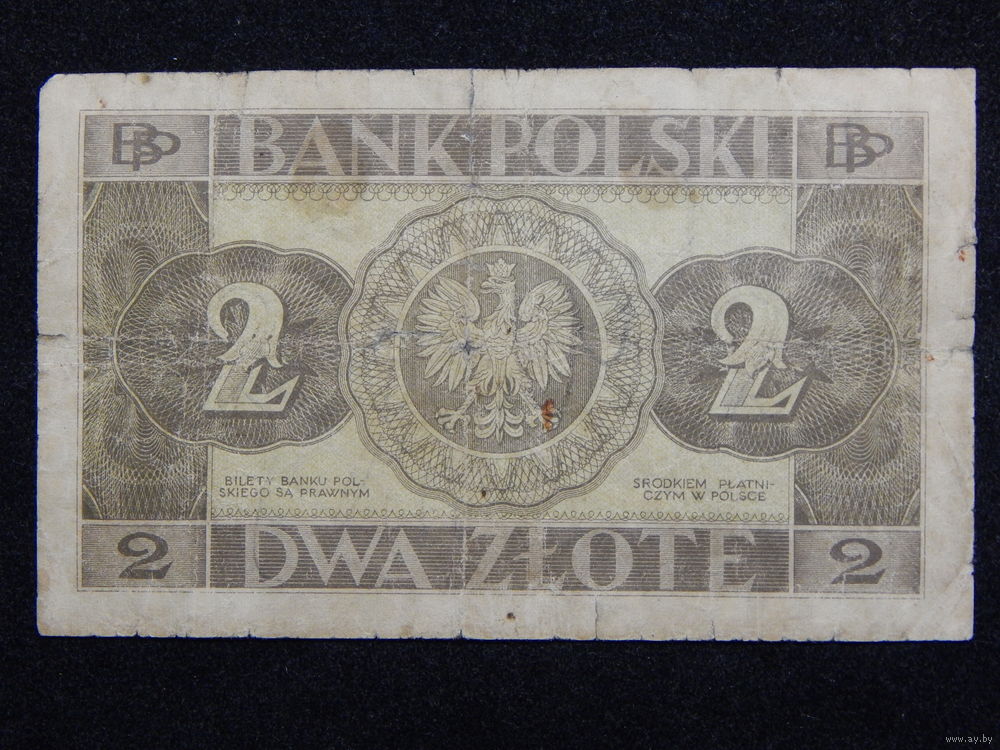 BP BANK POLSKI BP
2 2
BILETY BANKU POL-
SKIEGO SĄ PRAWNYM
ŚRODKIEM PŁATNI-
CZYM W POLSCE
2 DWA ZŁOTE 2
www.ay.by